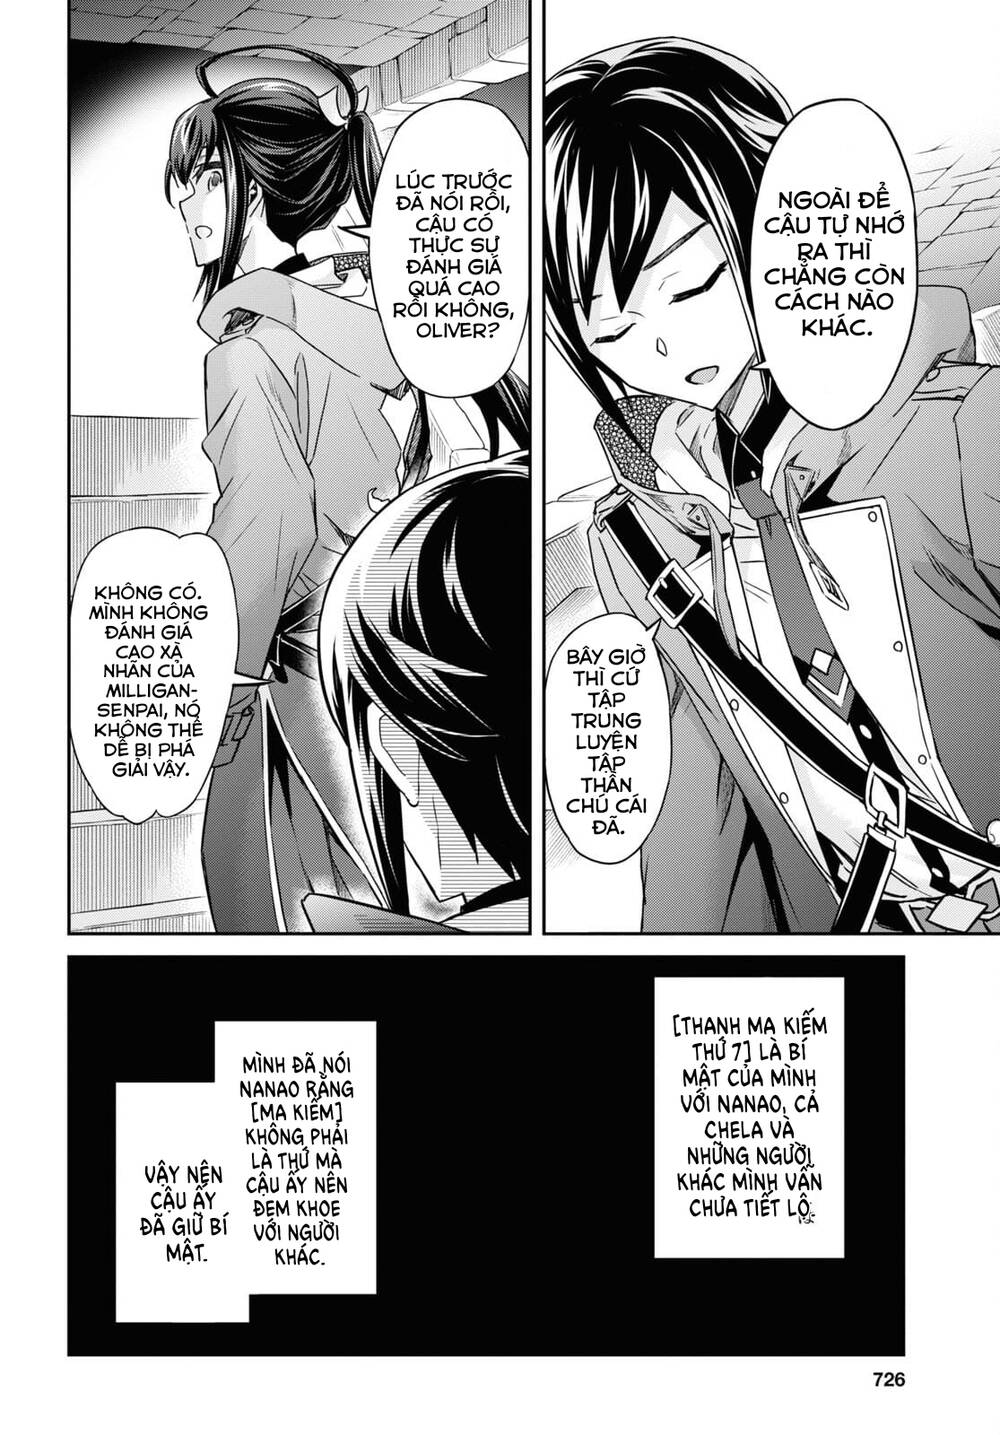 NGOÀI ĐỂ
CẬU TỰ NHỚ
RA THÌ
CHẲNG CÒN
CÁCH NÀO
KHÁC.
BÂY GIỜ
THÌ CỨ
TẬP
TRUNG
LUYỆN
TẬP
THẦN
CHÚ CÁI
ĐÃ.
LÚC TRƯỚC
ĐÃ NÓI RỒI,
CẬU CÓ
THỰC SỰ
ĐÁNH GIÁ
QUÁ CAO
RỒI KHÔNG,
OLIVER?
KHÔNG CÓ.
MÌNH KHÔNG
ĐÁNH GIÁ
CAO XÀ
NHÃN CỦA
MILLIGAN-
SENPAI, NÓ
KHÔNG THỂ
DỄ BỊ PHÁ
GIẢI VẬY.
[THANH MA KIẾM
THỨ 7] LÀ BÍ
MẬT CỦA MÌNH
VỚI NANAO, CẢ
CHELA VÀ
NHỮNG NGƯỜI
KHÁC MÌNH VẪN
CHƯA TIẾT LỘ.
MÌNH ĐÃ NÓI
NANAO RẰNG
[MA KIẾM]
KHÔNG PHẢI
LÀ THỨ MÀ
CẬU ẤY NÊN
ĐEM KHOE
VỚI NGƯỜI
KHÁC.
VẬY NÊN
CẬU ẤY
ĐÃ GIỮ BÍ
MẬT.
726